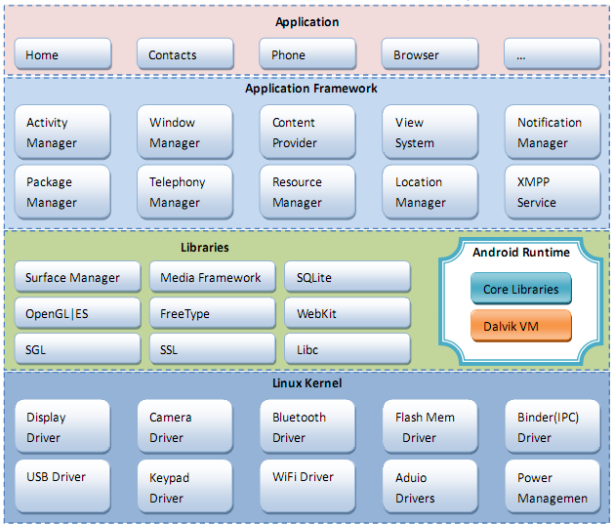 Application
Home
Contacts
Phone
Browser
...
Application Framework
Activity
Manager
Window
Manager
Content
Provider
View
System
Notification
Manager
Package
Manager
Telephony
Manager
Resource
Manager
Location
Manager
XMPP
Service
Libraries
Surface Manager
Media Framework
SQLite
OpenGL|ES
FreeType
WebKit
SGL
SSL
Libc
Android Runtime
Core Libraries
Dalvik VM
Linux Kernel
Display
Driver
Camera
Driver
Bluetooth
Driver
Flash Mem
Driver
Binder(IPC)
Driver
USB Driver
Keypad
Driver
WiFi Driver
Aduio
Drivers
Power
Managemen